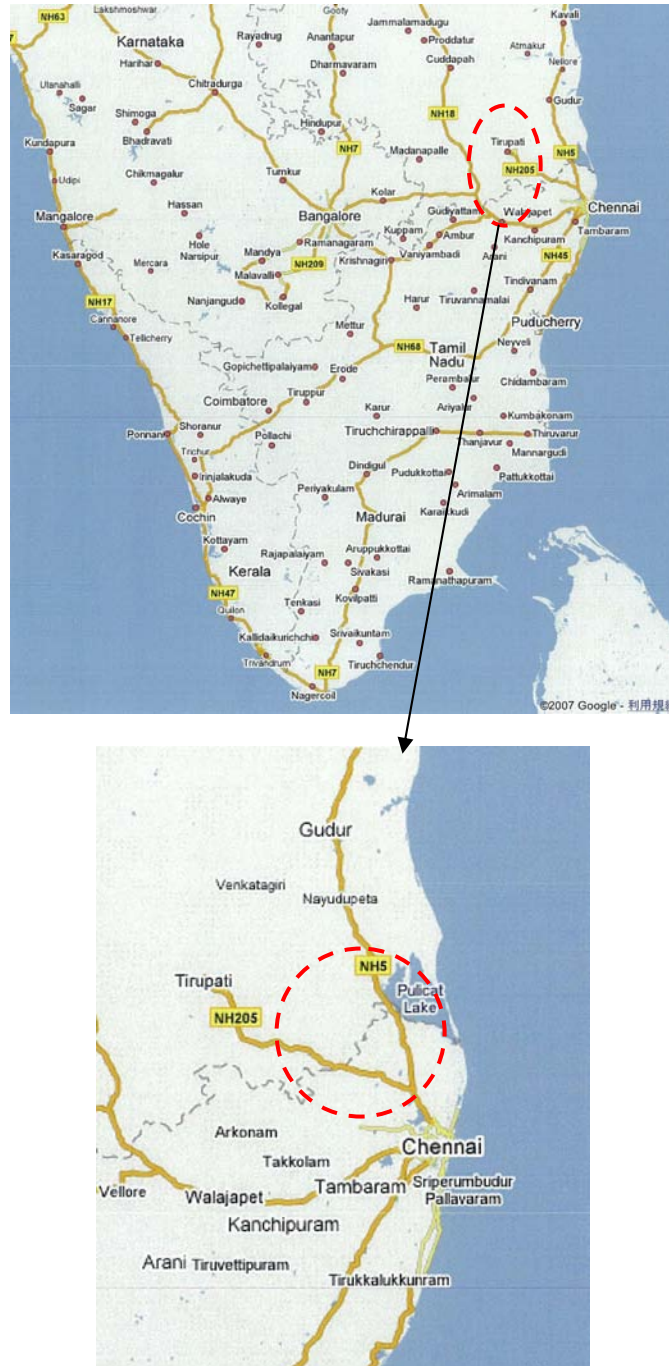 NH63
Lakshmoshwar
Gooty
Kavali
Karnataka
Rayadrug
Anantapur
Jammalamadugu
Proddatur
Atmakur
Harihar
Dharmavaram
Cuddapah
Nellore
Ulanahalli
Chitradurga
Sagar
Shimoga
Bhadravati
Hindupur
NH18
Gudur
Kundapura
NH7
Madanapalle
Tirupati
NH5
Udipi
Chikmagalur
Tumkur
Kolar
NH205
Mangalore
Hassan
Bangalore
Gudiyattam
Walajapet
Chennai
Hole
Narsipur
Ramanagaram
Kuppam
Ambur
Kanchipuram
Tambaram
Kasaragod
Mercara
Mandya
NH209
Krishnagiri
Vaniyambadi
Arani
NH45
Malavalli
NH17
Nanjangud
Kollegal
Harur
Tiruvannamalai
Tindivanam
Cannanore
Tellicherry
Mettur
Puducherry
NH68
Tamil
Nadu
Neyveli
Gopichettipalaiyam
Erode
Perambalur
Chidambaram
Coimbatore
Tiruppur
Karur
Ariyalur
Kumbakonam
Ponnani
Shoranur
Pollachi
Tiruchchirappalli
Thanjavur
Thiruvarur
Mannargudi
Trichur
Irinjalakuda
Dindigul
Pudukkottai
Pattukkottai
Alwaye
Periyakulam
Arimalam
Cochin
Madurai
Karaikkudi
Kottayam
Rajapalaiyam
Aruppukkottai
Kerala
Sivakasi
Ramanathapuram
NH47
Tenkasi
Kovilpatti
Quilon
Kallidaikurichchi
Srivaikuntam
Trivandrum
NH7
Tiruchchendur
Nagercoil
©2007 Google - 利用規約
Gudur
Venkatagiri
Nayudupeta
NH5
Tirupati
Pulicat
Lake
NH205
Arkonam
Chennai
Takkolam
Vellore
Walajapet
Tambaram
Sriperumbudur
Pallavaram
Kanchipuram
Arani
Tiruvettipuram
Tirukkalukkunram